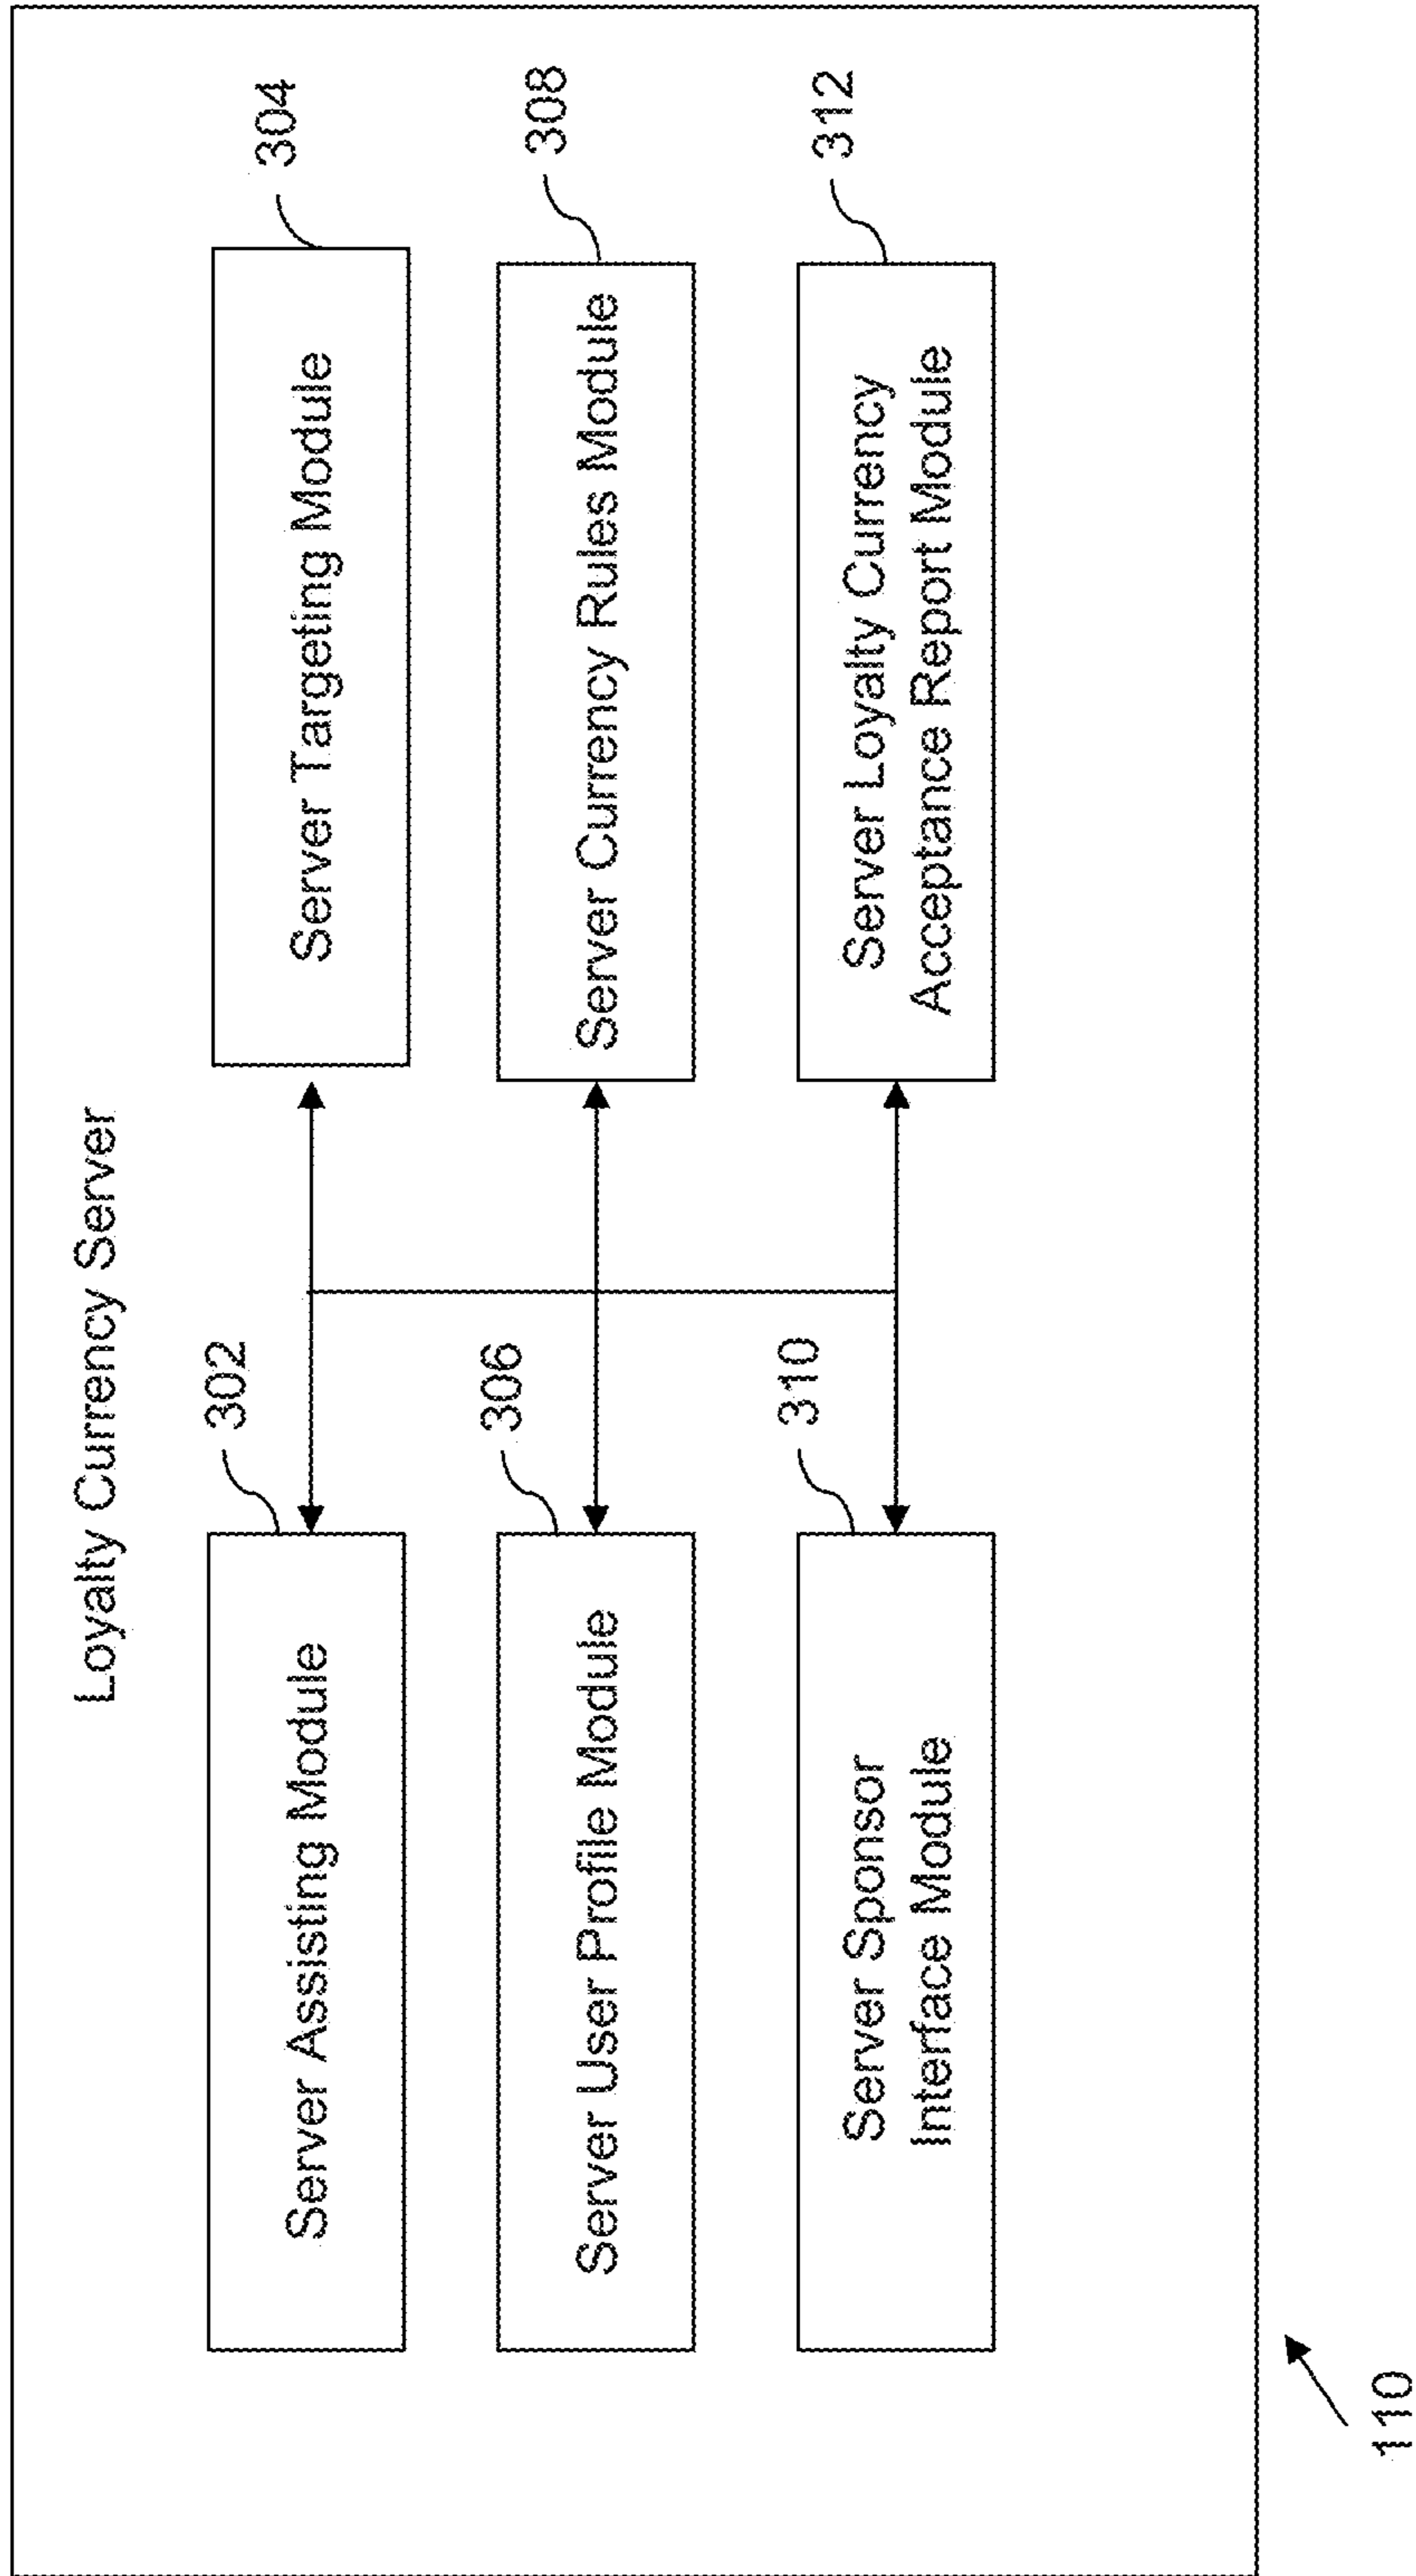 Loyalty Currency Server
302
Server Assisting Module
304
Server Targeting Module
306
Server User Profile Module
308
Server Currency Rules Module
310
Server Sponsor
Interface Module
312
Server Loyalty Currency
Acceptance Report Module
110